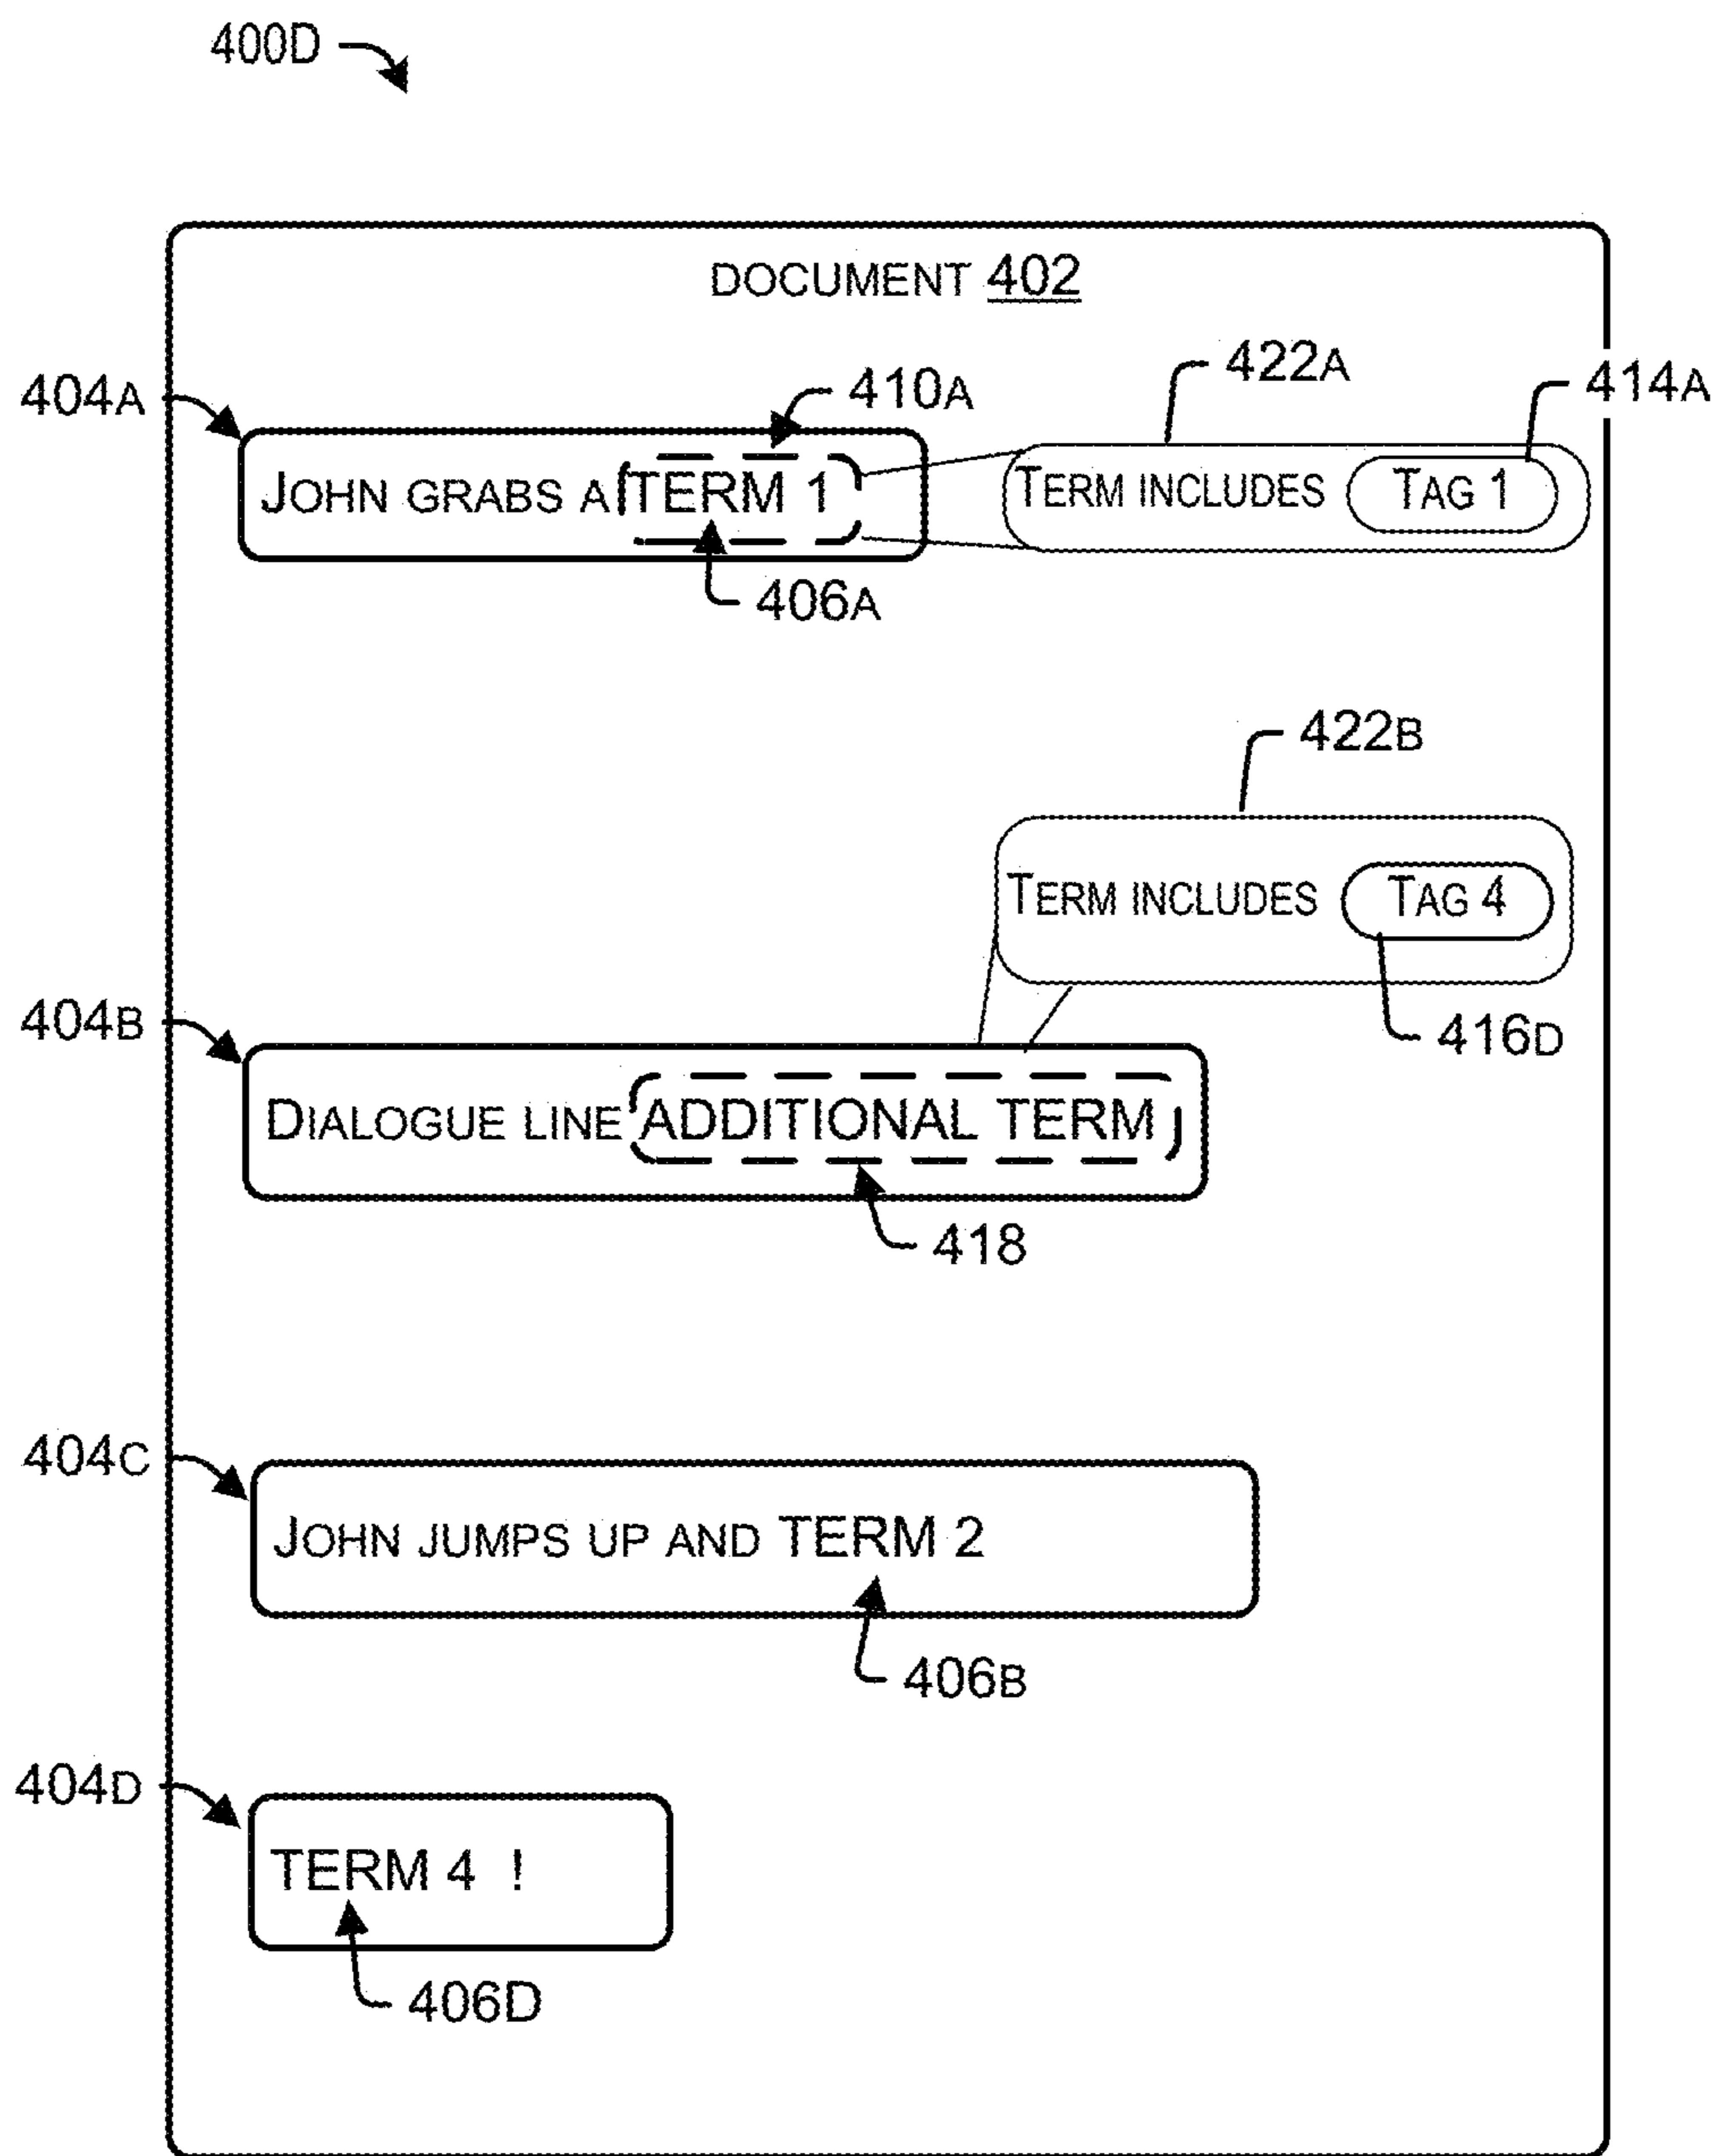 400D
DOCUMENT 402
422A
414A
404A
410A
JOHN GRABS A TERM 1
TERM INCLUDES TAG 1
406A
422B
TERM INCLUDES TAG 4
404B
416D
DIALOGUE LINE ADDITIONAL TERM
418
404C
JOHN JUMPS UP AND TERM 2
406B
404D
TERM 4 !
406D